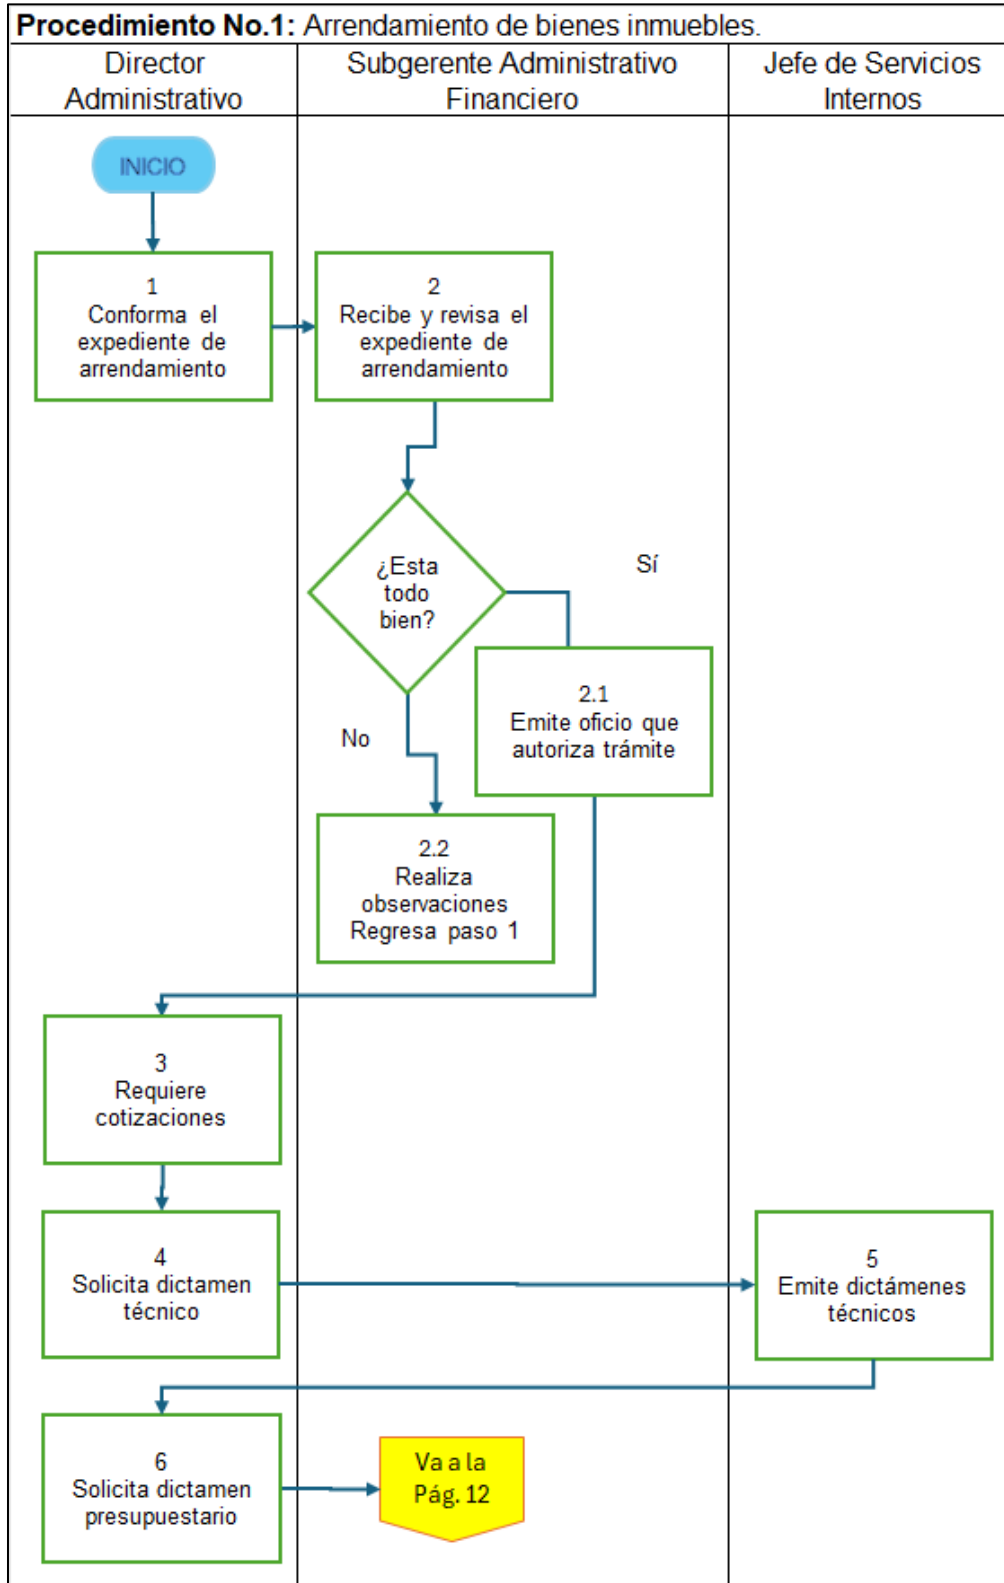 Procedimiento No.1: Arrendamiento de bienes inmuebles.
Director
Administrativo
Subgerente Administrativo
Financiero
Jefe de Servicios
Internos
INICIO
1
Conforma el
expediente de
arrendamiento
2
Recibe y revisa el
expediente de
arrendamiento
¿Esta
todo
bien?
Sí
2.1
Emite oficio que
autoriza trámite
No
2.2
Realiza
observaciones
Regresa paso 1
3
Requiere
cotizaciones
4
Solicita dictamen
técnico
5
Emite dictámenes
técnicos
6
Solicita dictamen
presupuestario
Va a la
Pág. 12